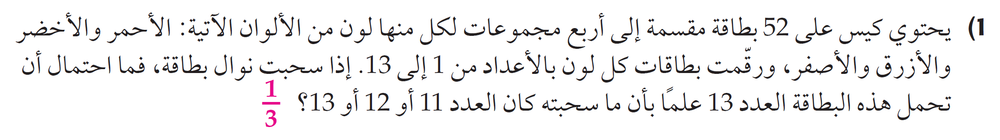 (1 يحتوي كيس على 52 بطاقة مقسمة إلى أربع مجموعات لكل منها لون من الألوان الآتية: الأحمر والأخضر
والأزرق والأصفر، ورقّمت بطاقات كل لون بالأعداد من 1 إلى 13. إذا سحبت نوال بطاقة، فما احتمال أن
تحمل هذه البطاقة العدد 13 علمًا بأن ما سحبته كان العدد 11 أو 12 أو 13؟ 1/3